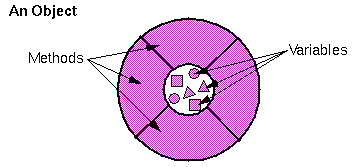 An Object
Methods
Variables